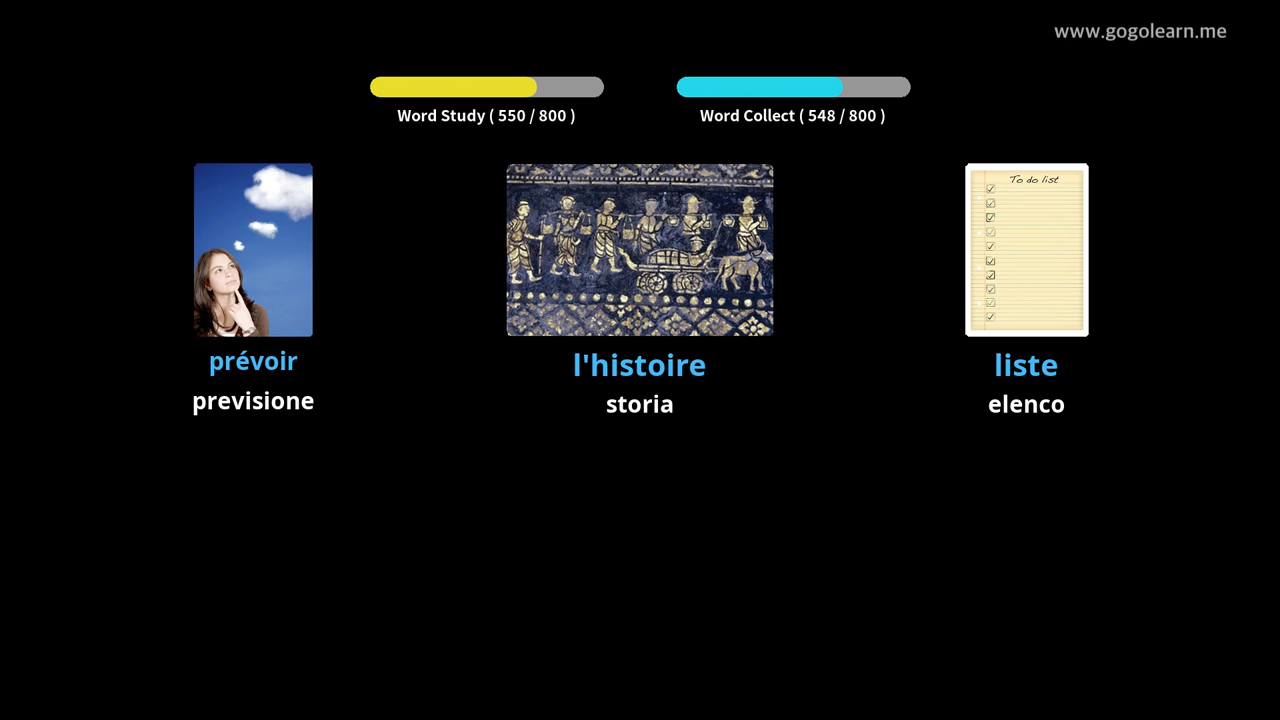 www.gogolearn.me
Word Study ( 550 / 800 )
Word Collect ( 548 / 800 )
To do list
prévoir
l'histoire
liste
previsione
storia
elenco